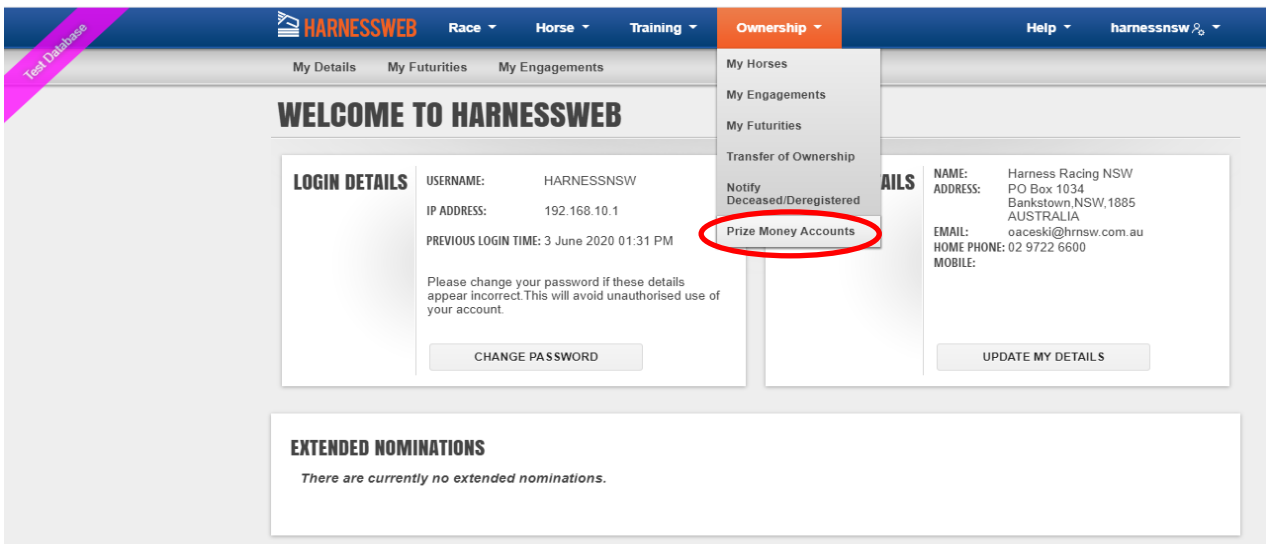 Test Database
HARNESSWEB Race Horse Training Ownership Help harnessnsw
My Details My Futurities My Engagements
My Horses
My Engagements
My Futurities
Transfer of Ownership
Notify
Deceased/Deregistered
Prize Money Accounts
WELCOME TO HARNESSWEB
LOGIN DETAILS
USERNAME: HARNESSNSW
IP ADDRESS: 192.168.10.1
PREVIOUS LOGIN TIME: 3 June 2020 01:31 PM
Please change your password if these details
appear incorrect.This will avoid unauthorised use of
your account.
CHANGE PASSWORD
AILS
NAME: Harness Racing NSW
ADDRESS: PO Box 1034
Bankstown,NSW,1885
AUSTRALIA
EMAIL: oaceski@hrnsw.com.au
HOME PHONE: 02 9722 6600
MOBILE:
UPDATE MY DETAILS
EXTENDED NOMINATIONS
There are currently no extended nominations.